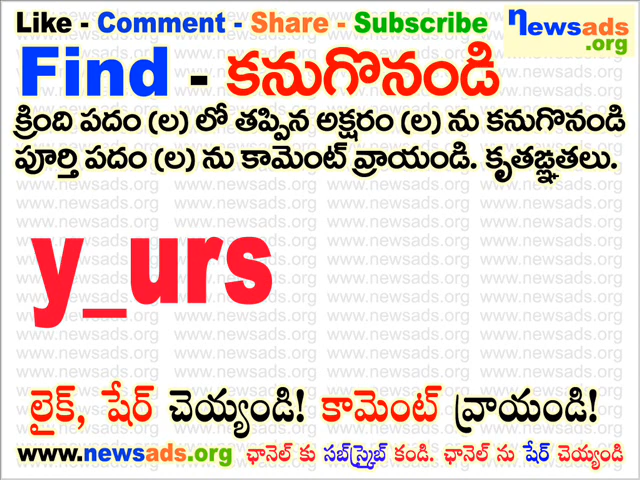 Like - Comment - Share - Subscribe
newsads
.org
Find - కనుగొనండి
క్రింది పదం (ల) లో తప్పిన అక్షరం (ల) ను కనుగొనండి
పూర్తి పదం (ల) ను కామెంట్ వ్రాయండి. కృతజ్ఞతలు.
y_urs
లైక్, షేర్ చెయ్యండి! కామెంట్ వ్రాయండి!
www.newsads.org ఛానెల్ కు సబ్‌స్క్రైబ్ కండి. ఛానెల్ ను షేర్ చెయ్యండి